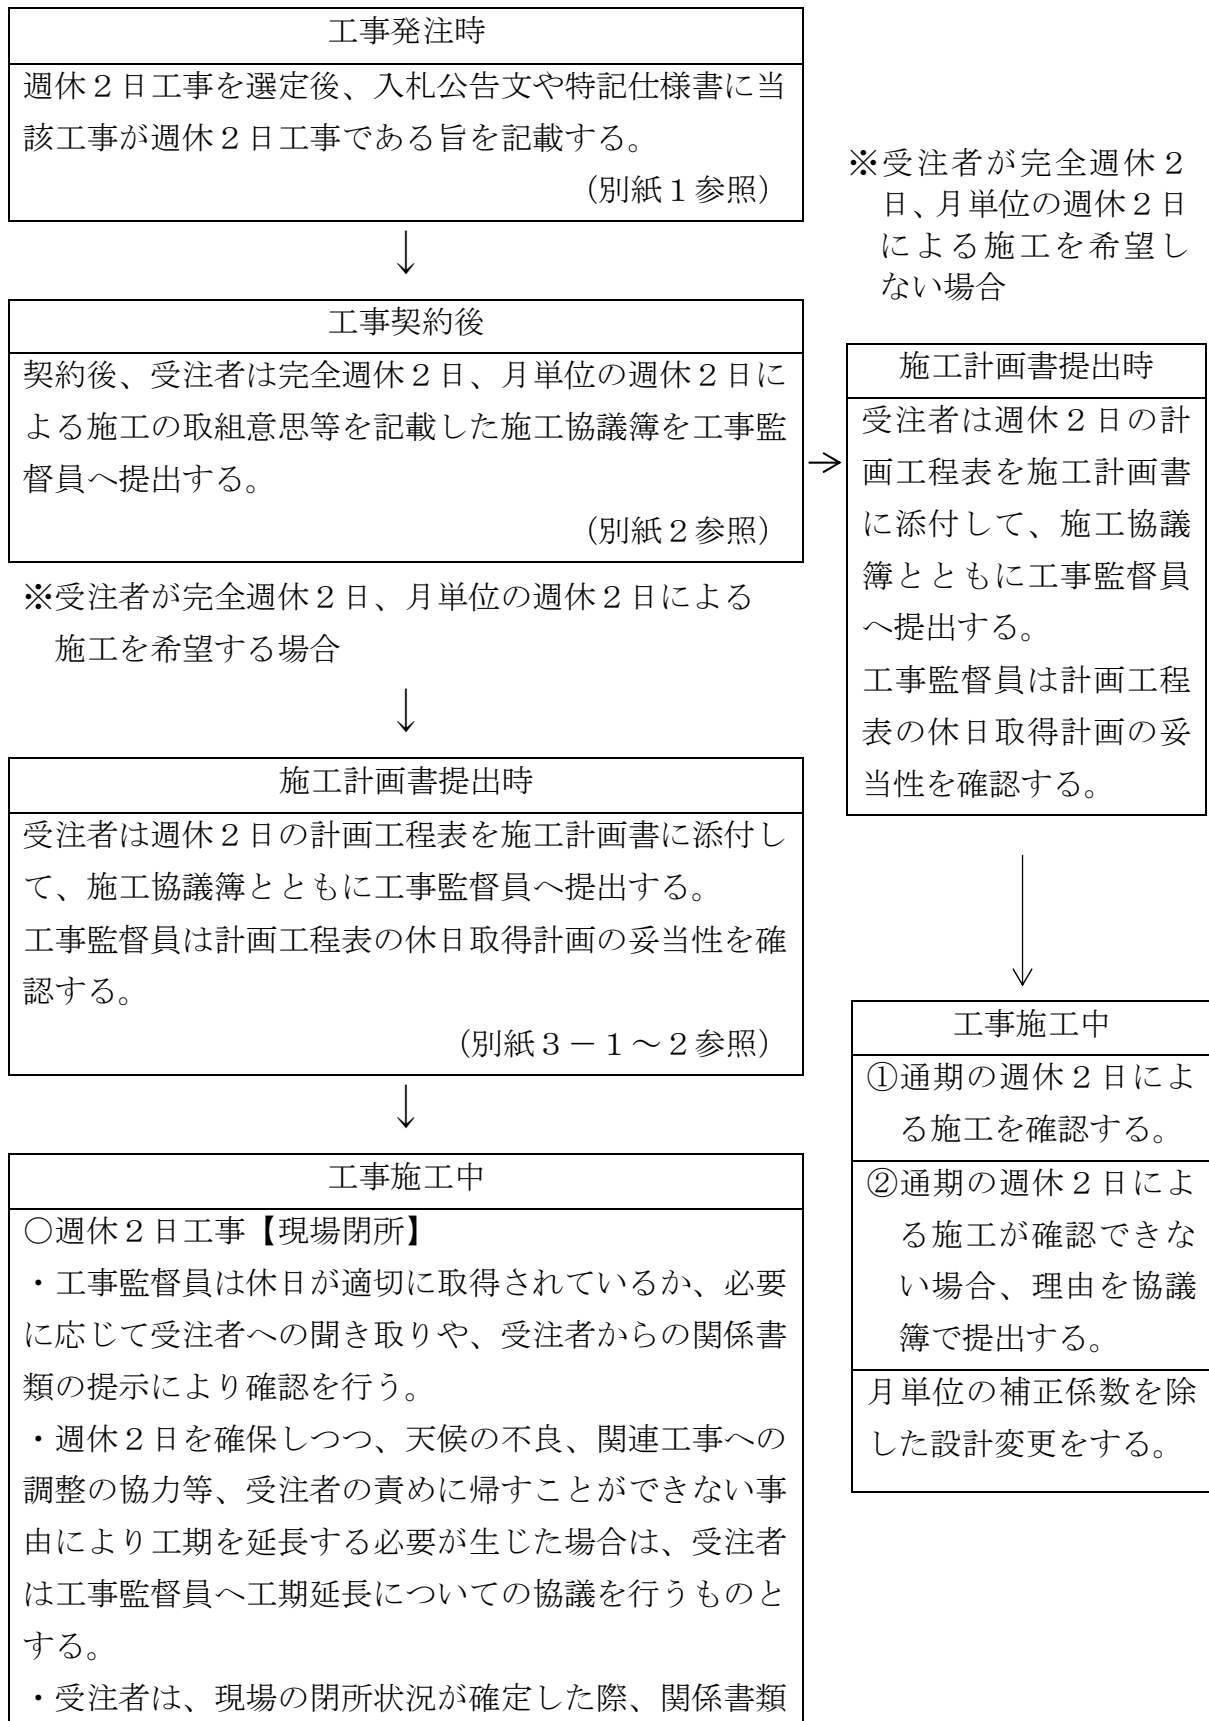 工事発注時
週休２日工事を選定後、入札公告文や特記仕様書に当
該工事が週休２日工事である旨を記載する。
（別紙１参照）
↓
工事契約後
契約後、受注者は完全週休２日、月単位の週休２日に
よる施工の取組意思等を記載した施工協議簿を工事監
督員へ提出する。
（別紙２参照）
※受注者が完全週休２日、月単位の週休２日による
施工を希望する場合
↓
施工計画書提出時
受注者は週休２日の計画工程表を施工計画書に添付し
て、施工協議簿とともに工事監督員へ提出する。
工事監督員は計画工程表の休日取得計画の妥当性を確
認する。
（別紙３－１～２参照）
↓
工事施工中
○週休２日工事【現場閉所】
・工事監督員は休日が適切に取得されているか、必要
に応じて受注者への聞き取りや、受注者からの関係書
類の提示により確認を行う。
・週休２日を確保しつつ、天候の不良、関連工事への
調整の協力等、受注者の責めに帰すことができない事
由により工期を延長する必要が生じた場合は、受注者
は工事監督員へ工期延長についての協議を行うものと
する。
・受注者は、現場の閉所状況が確定した際、関係書類
→
※受注者が完全週休２
日、月単位の週休２日
による施工を希望し
ない場合
施工計画書提出時
受注者は週休２日の計
画工程表を施工計画書
に添付して、施工協議
簿とともに工事監督員
へ提出する。
工事監督員は計画工程
表の休日取得計画の妥
当性を確認する。
工事施工中
①通期の週休２日によ
る施工を確認する。
②通期の週休２日によ
る施工が確認できな
い場合、理由を協議
簿で提出する。
月単位の補正係数を除
した設計変更をする。